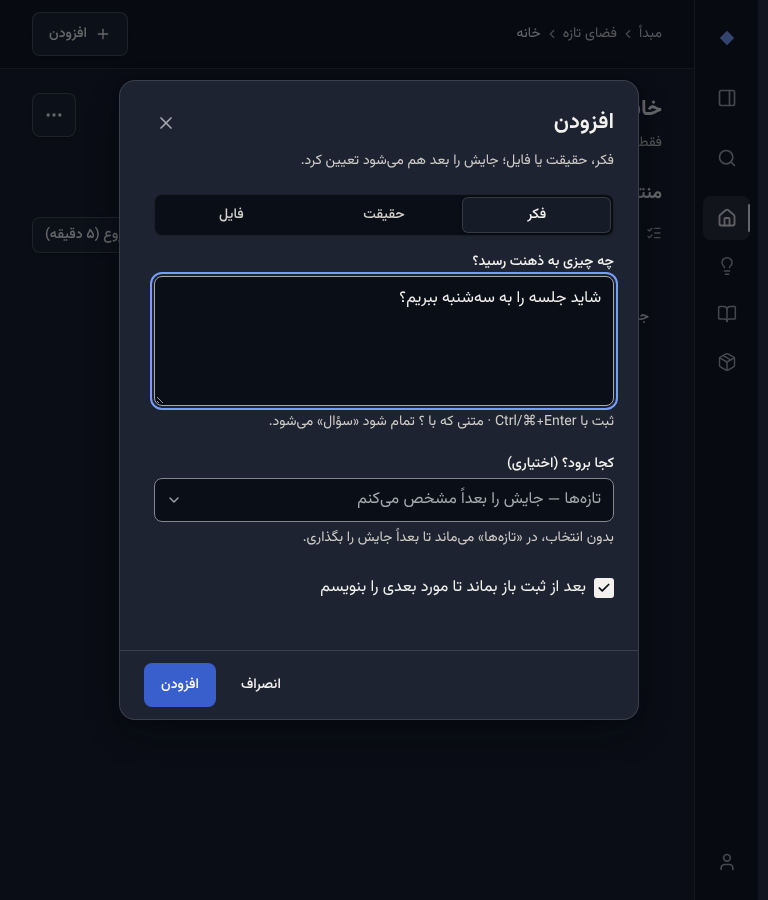 مبدأ › فضای تازه › خانه
افزودن
افزودن
فکر، حقیقت یا فایل؛ جایش را بعد هم می‌شود تعیین کرد.
فکر
حقیقت
فایل
چه چیزی به ذهنت رسید؟
شاید جلسه را به سه‌شنبه ببریم؟
ثبت با Ctrl/⌘+Enter · متنی که با ؟ تمام شود «سؤال» می‌شود.
کجا برود؟ (اختیاری)
تازه‌ها — جایش را بعداً مشخص می‌کنم
بدون انتخاب، در «تازه‌ها» می‌ماند تا بعداً جایش را بگذاری.
بعد از ثبت باز بماند تا مورد بعدی را بنویسم
انصراف
افزودن
(۵ دقیقه)